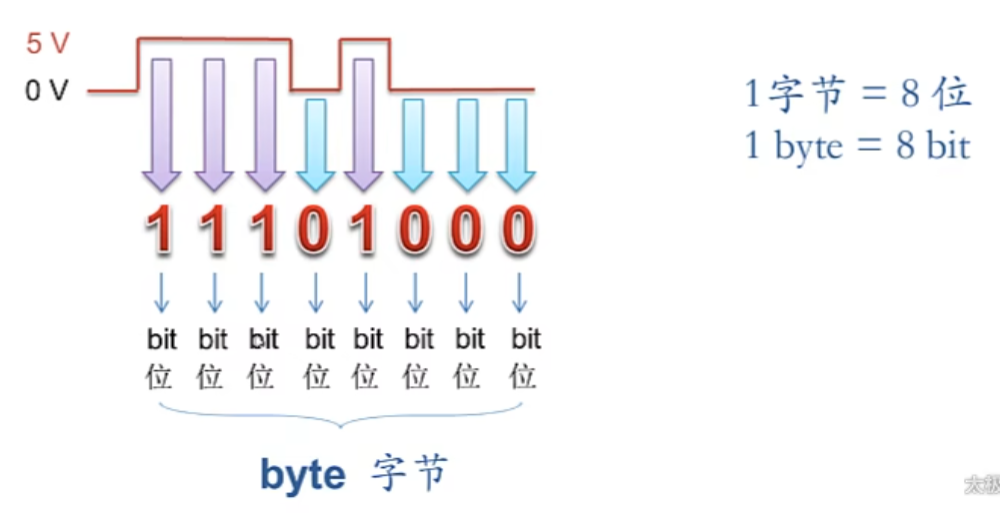 5 V
0 V
1字节 = 8 位
1 byte = 8 bit
1 1 1 0 1 0 0 0
bit bit bit bit bit bit bit bit
位 位 位 位 位 位 位 位
byte 字节
太极